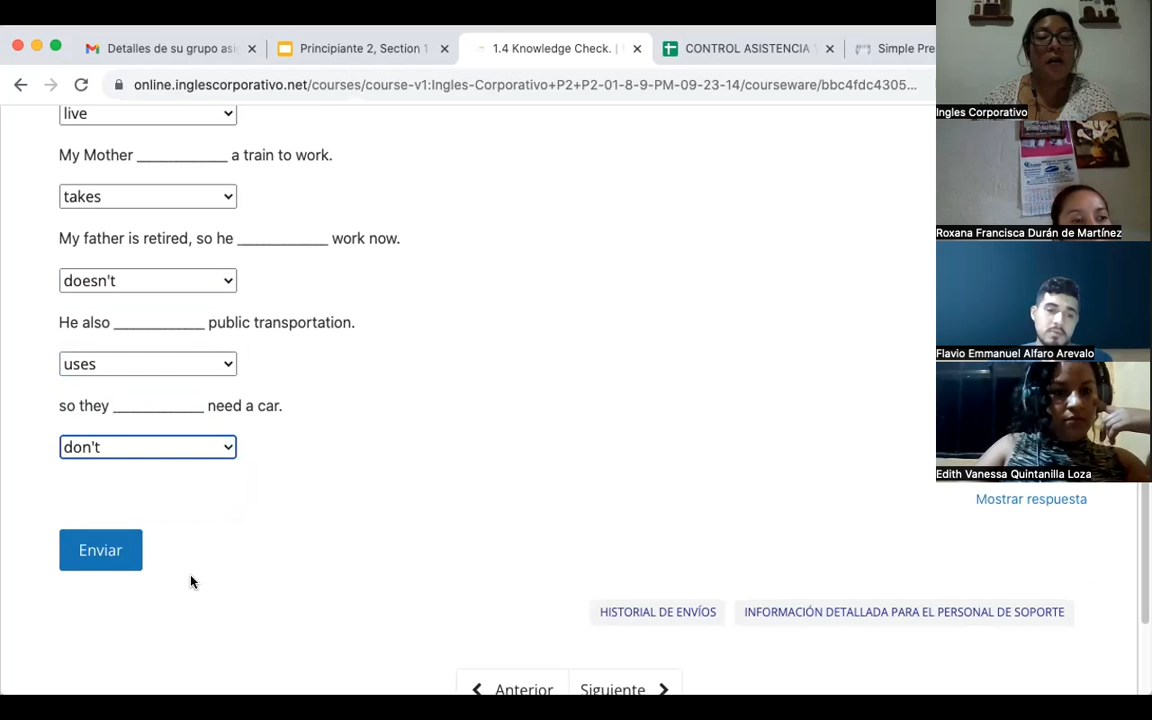 Detalles de su grupo asi
Principiante 2, Section 1
1.4 Knowledge Check. |
CONTROL ASISTENCIA
Simple Pre
online.inglescorporativo.net/courses/course-v1:Ingles-Corporativo+P2+P2-01-8-9-PM-09-23-14/courseware/bbc4fdc4305...
live
My Mother ____________ a train to work.
takes
My father is retired, so he ____________ work now.
doesn't
He also ____________ public transportation.
uses
so they ____________ need a car.
don't
Mostrar respuesta
Enviar
HISTORIAL DE ENVÍOS
INFORMACIÓN DETALLADA PARA EL PERSONAL DE SOPORTE
Anterior
Siguiente
Ingles Corporativo
Roxana Francisca Durán de Martínez
Flavio Emmanuel Alfaro Arevalo
Edith Vanessa Quintanilla Loza